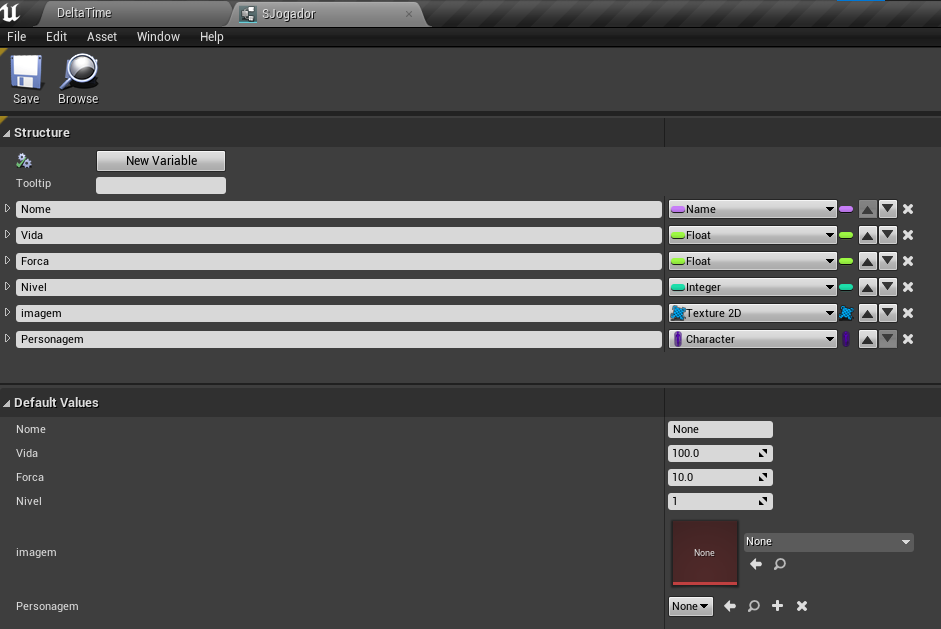 DeltaTime
SJogador
File Edit Asset Window Help
Save Browse
Structure
New Variable
Tooltip
Nome Name
Vida Float
Forca Float
Nivel Integer
imagem Texture 2D
Personagem Character
Default Values
Nome None
Vida 100.0
Forca 10.0
Nivel 1
imagem None None
Personagem None